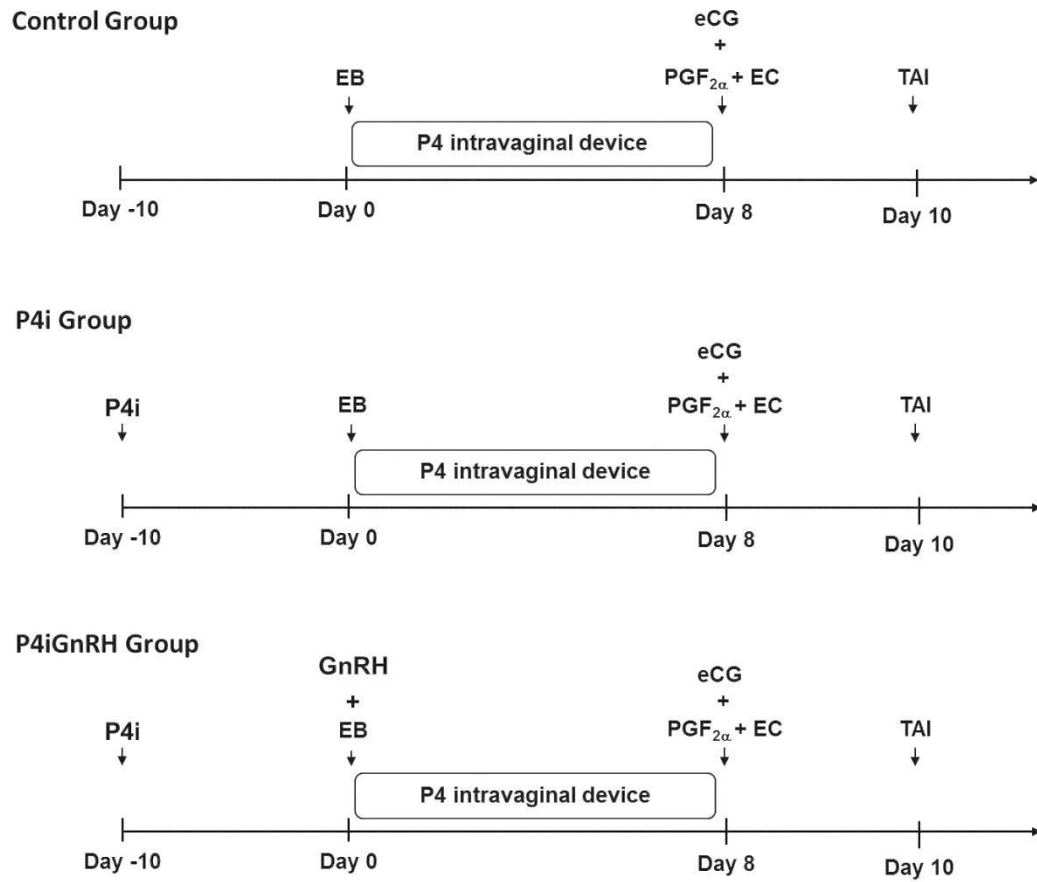 Control Group
eCG
+
EB PGF2α + EC TAI
P4 intravaginal device
Day -10 Day 0 Day 8 Day 10
P4i Group
eCG
+
P4i EB PGF2α + EC TAI
P4 intravaginal device
Day -10 Day 0 Day 8 Day 10
P4iGnRH Group
GnRH eCG
+ +
P4i EB PGF2α + EC TAI
P4 intravaginal device
Day -10 Day 0 Day 8 Day 10